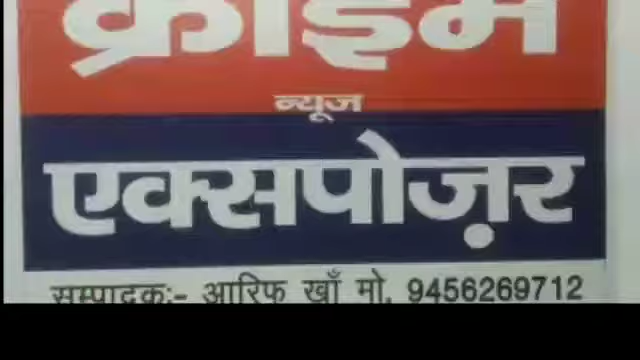 क्राइम
न्यूज
एक्सपोज़र
सम्पादकः- आरिफ खाँ मो. 9456269712